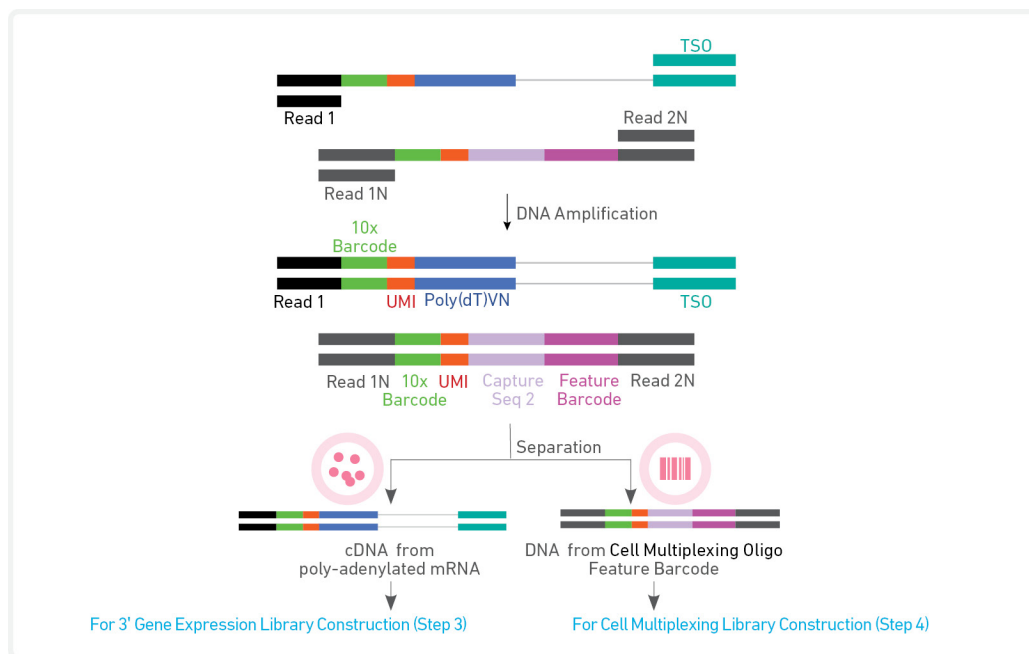 TSO
Read 1
Read 2N
Read 1N
DNA Amplification
10x
Barcode
Read 1
UMI
Poly(dT)VN
TSO
Read 1N
10x
Barcode
UMI
Capture
Seq 2
Feature
Barcode
Read 2N
Separation
cDNA from
poly-adenylated mRNA
DNA from Cell Multiplexing Oligo
Feature Barcode
For 3’ Gene Expression Library Construction (Step 3)
For Cell Multiplexing Library Construction (Step 4)